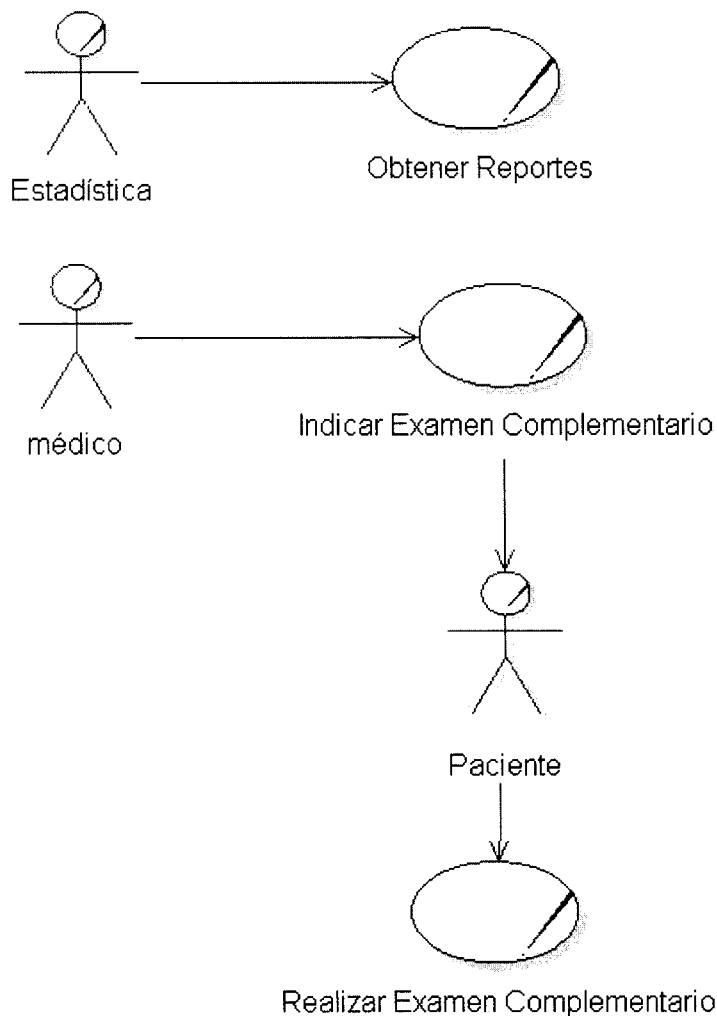 Estadística
Obtener Reportes
médico
Indicar Examen Complementario
Paciente
Realizar Examen Complementario